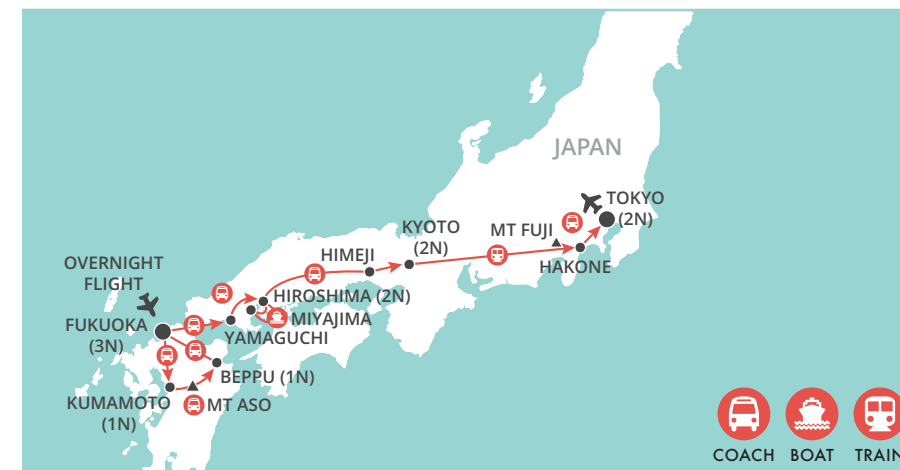 JAPAN
TOKYO
(2N)
KYOTO
(2N)
MT FUJI
HIMEJI
HAKONE
OVERNIGHT
FLIGHT
HIROSHIMA (2N)
MIYAJIMA
FUKUOKA
(3N)
YAMAGUCHI
BEPPU (1N)
KUMAMOTO
(1N)
MT ASO
COACH BOAT TRAIN